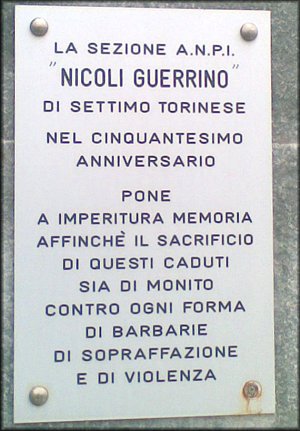 LA SEZIONE A.N.P.I.
"NICOLI GUERRINO"
DI SETTIMO TORINESE
NEL CINQUANTESIMO
ANNIVERSARIO
PONE
A IMPERITURA MEMORIA
AFFINCHÈ IL SACRIFICIO
DI QUESTI CADUTI
SIA DI MONITO
CONTRO OGNI FORMA
DI BARBARIE
DI SOPRAFFAZIONE
E DI VIOLENZA